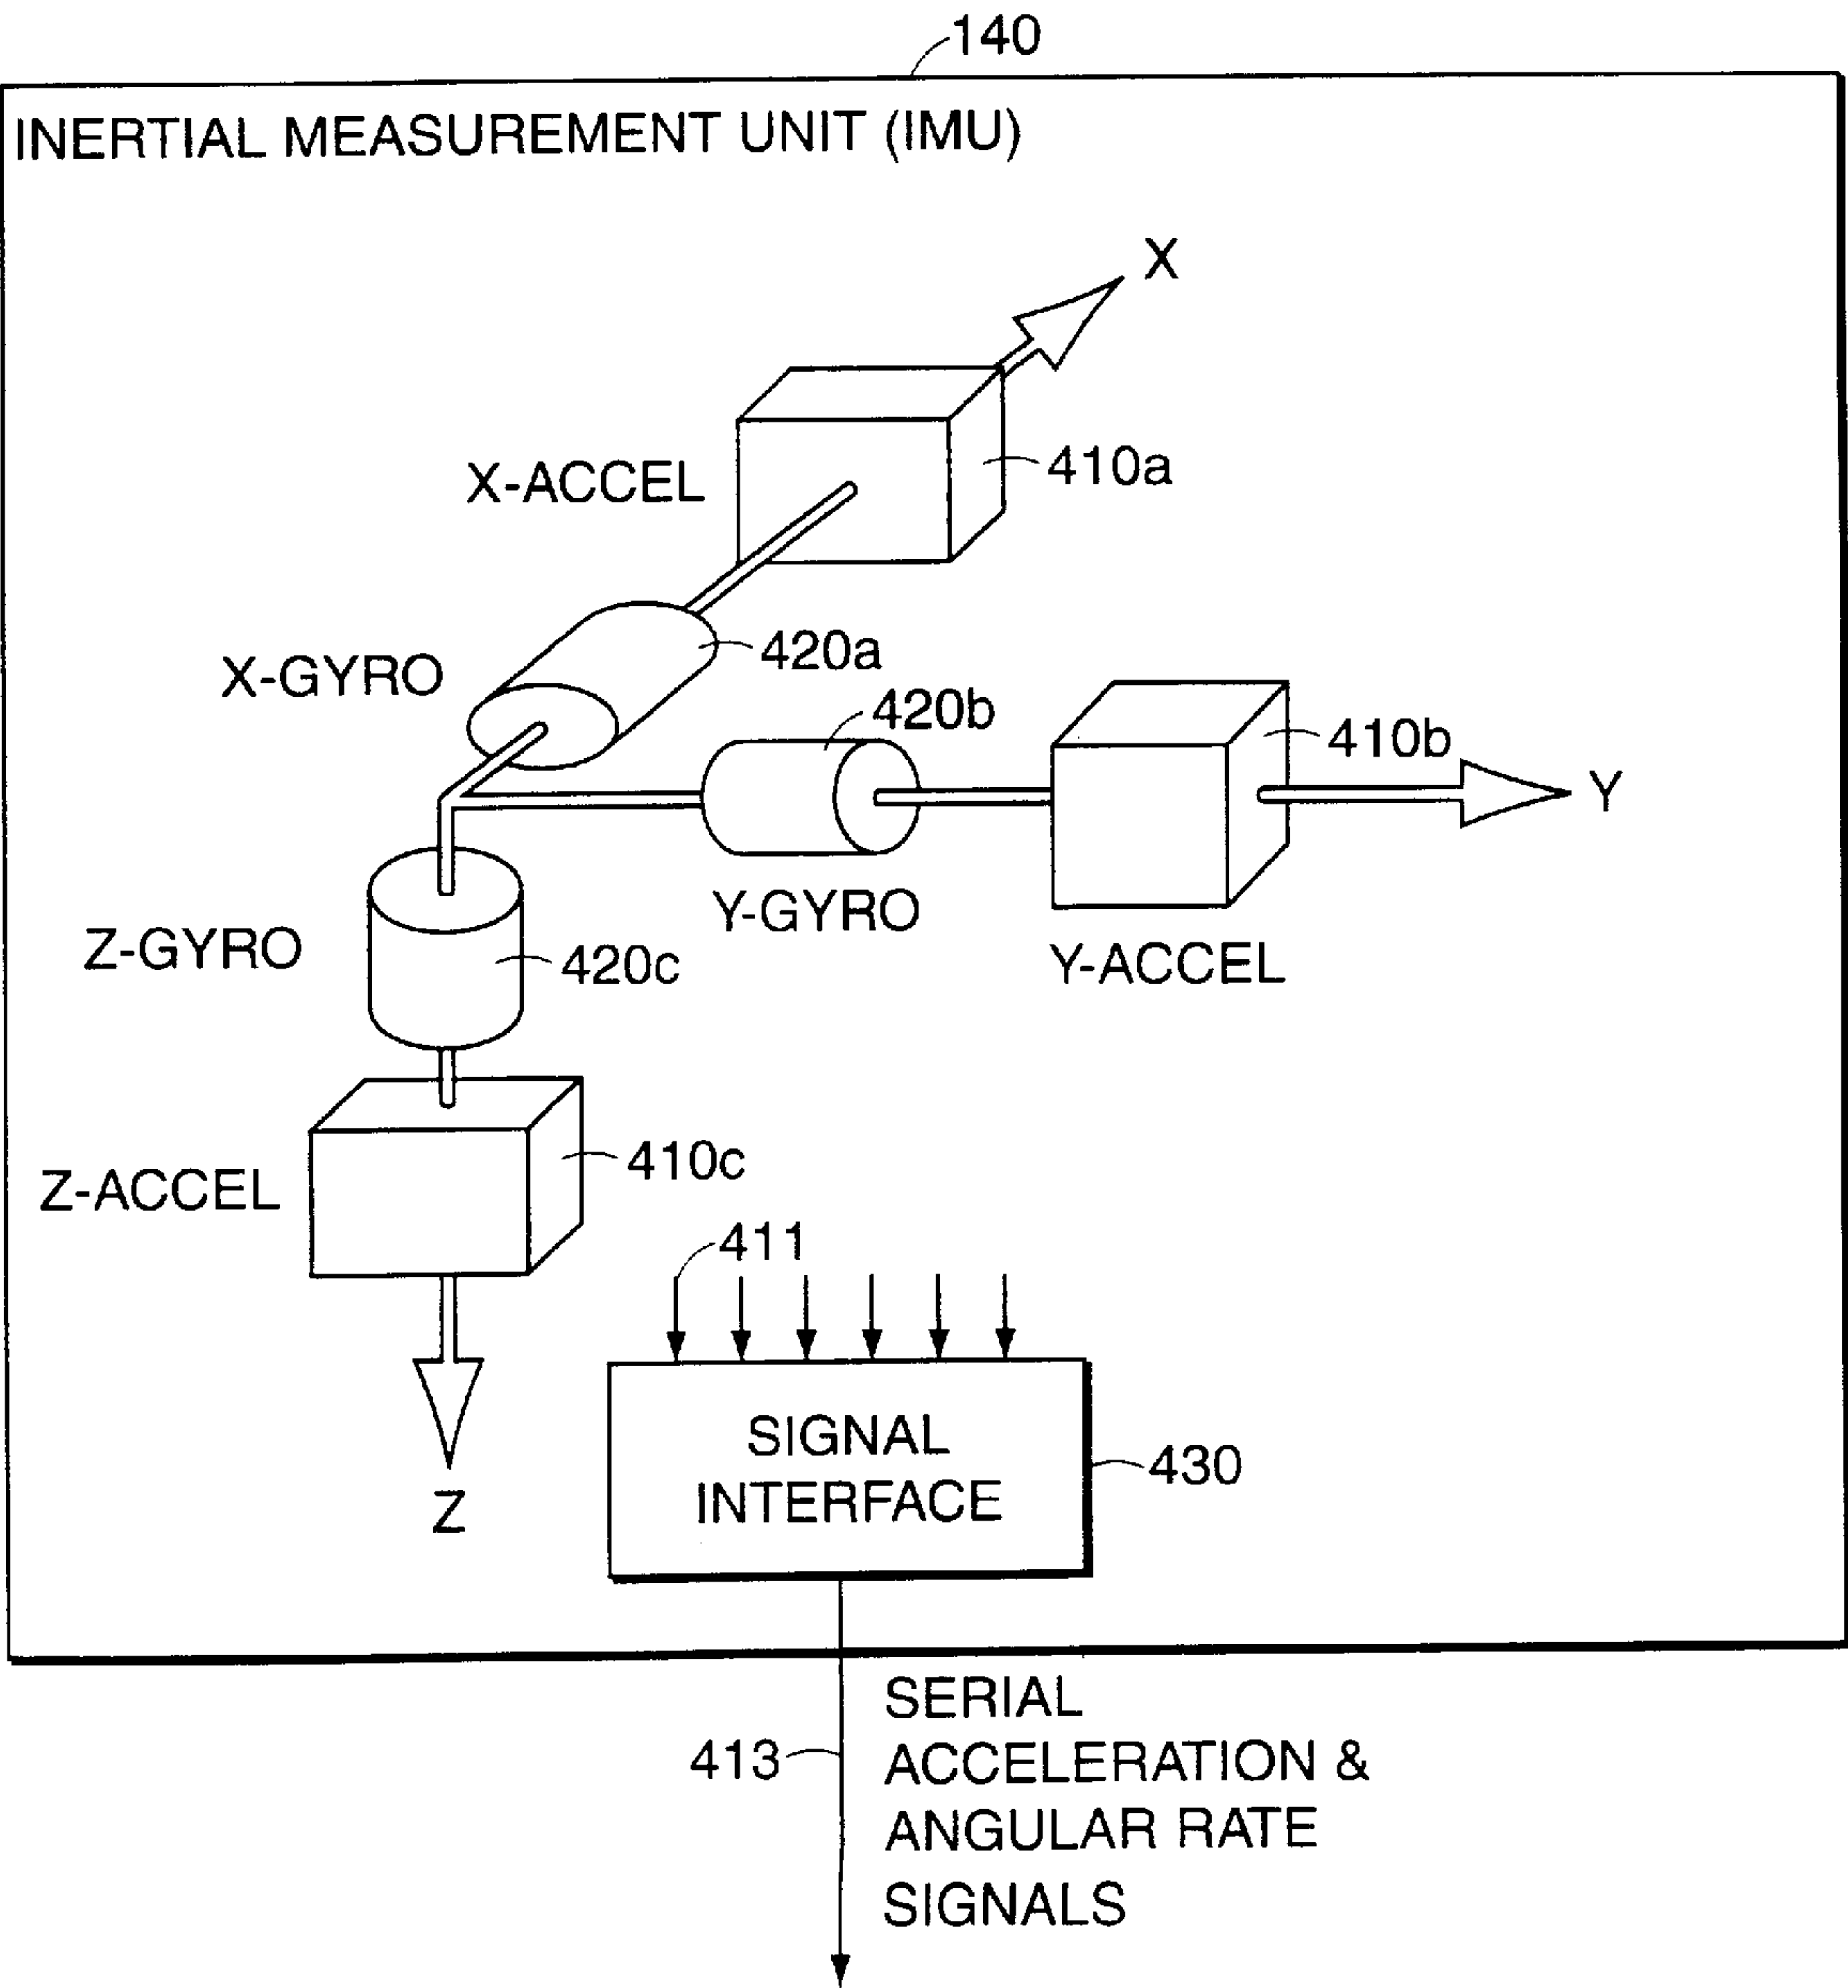 140
INERTIAL MEASUREMENT UNIT (IMU)
X
X-ACCEL
410a
X-GYRO
420a
420b
410b
Y
Y-GYRO
Y-ACCEL
Z-GYRO
420c
Z-ACCEL
410c
411
Z
SIGNAL
INTERFACE
430
413
SERIAL
ACCELERATION &
ANGULAR RATE
SIGNALS